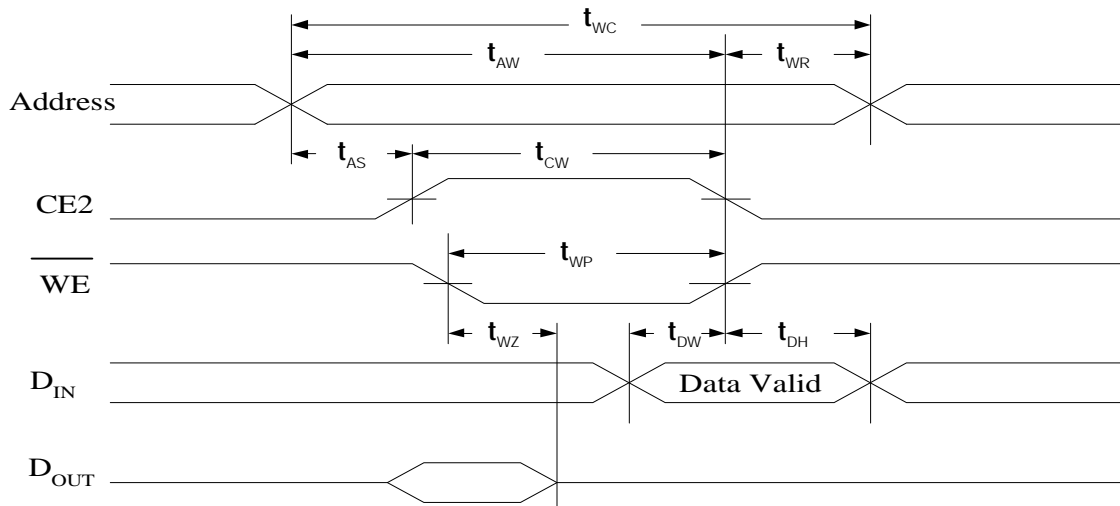 tWC
tAW tWR
Address
tAS tCW
CE2
tWP
WE
tWZ tDW tDH
DIN Data Valid
DOUT